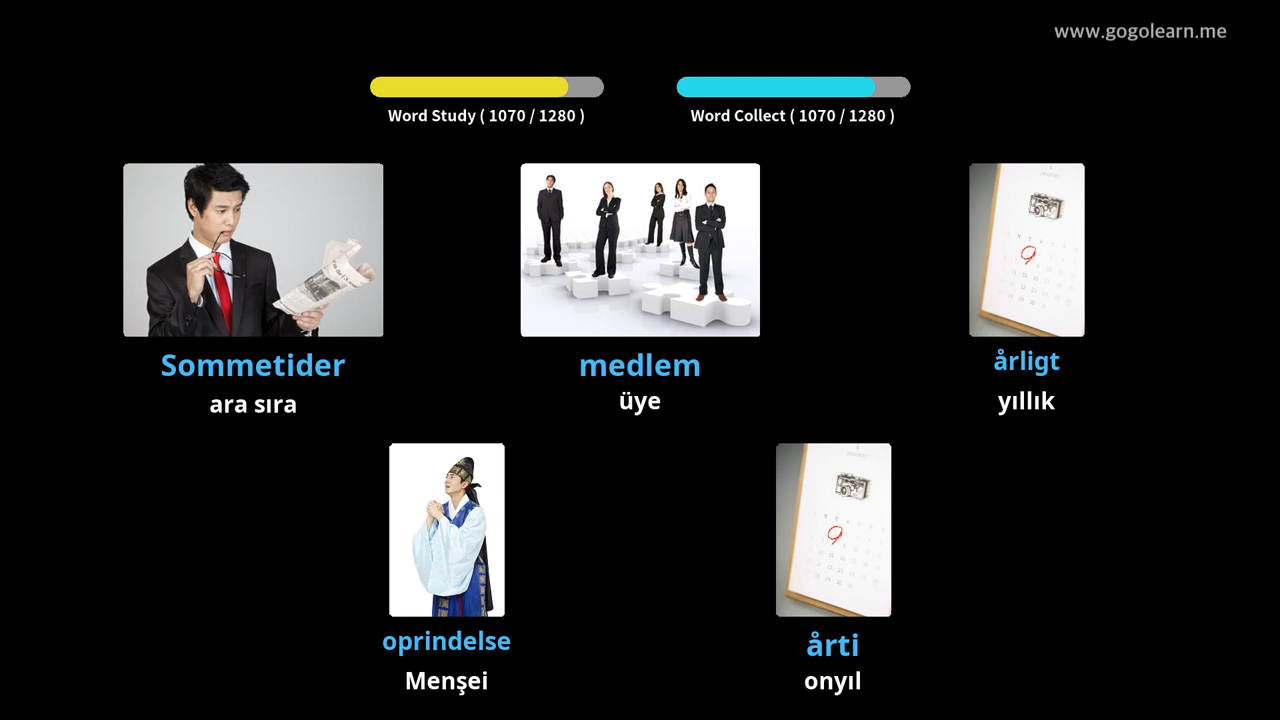 www.gogolearn.me
Word Study ( 1070 / 1280 )
Word Collect ( 1070 / 1280 )
Sommetider
ara sıra
medlem
üye
årligt
yıllık
oprindelse
Menşei
årti
onyıl